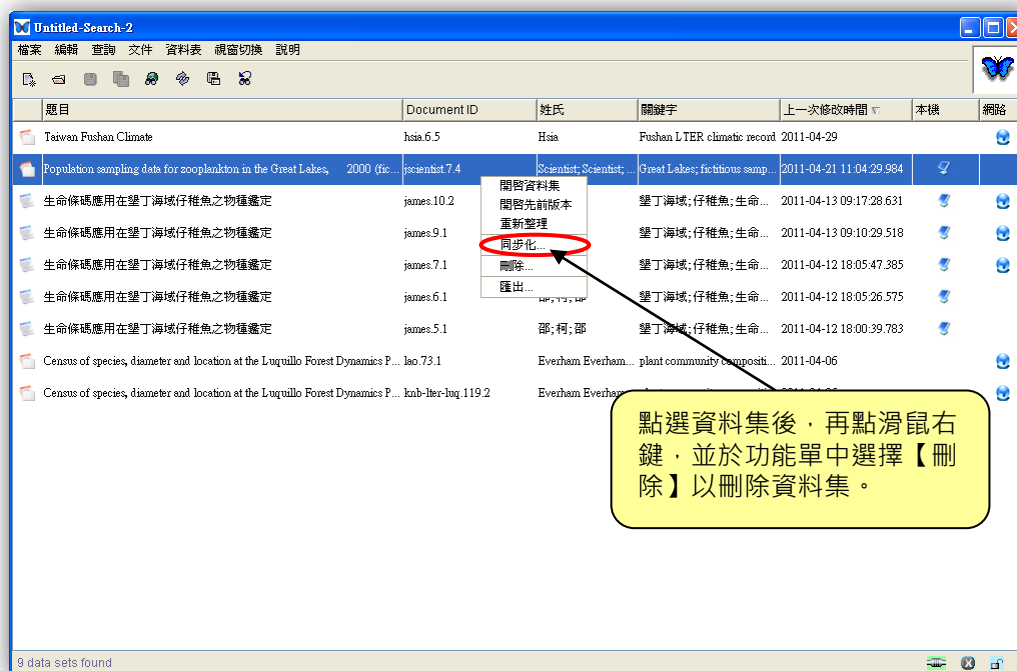 Untitled-Search-2
檔案 編輯 查詢 文件 資料表 視窗切換 說明
題目 Document ID 姓氏 關鍵字 上一次修改時間 本機 網路
Taiwan Fushan Climate hsia.6.5 Hsia Fushan LTER climatic record 2011-04-29
Population sampling data for zooplankton in the Great Lakes, 2000 (fic... jscientist.7.4 Scientist; Scientist; ... Great Lakes; fictitious samp... 2011-04-21 11:04:29.984
生命條碼應用在墾丁海域仔稚魚之物種鑑定 james.10.2 墾丁海域;仔稚魚;生命... 2011-04-13 09:17:28.631
生命條碼應用在墾丁海域仔稚魚之物種鑑定 james.9.1 墾丁海域;仔稚魚;生命... 2011-04-13 09:10:29.518
生命條碼應用在墾丁海域仔稚魚之物種鑑定 james.7.1 墾丁海域;仔稚魚;生命... 2011-04-12 18:05:47.385
生命條碼應用在墾丁海域仔稚魚之物種鑑定 james.6.1 墾丁海域;仔稚魚;生命... 2011-04-12 18:05:26.575
生命條碼應用在墾丁海域仔稚魚之物種鑑定 james.5.1 邵;柯;邵 墾丁海域;仔稚魚;生命... 2011-04-12 18:00:39.783
Census of species, diameter and location at the Luquillo Forest Dynamics P... lao.73.1 Everham Everham... plant community compositi... 2011-04-06
Census of species, diameter and location at the Luquillo Forest Dynamics P... knb-lter-luq.119.2 Everham Everham
開啓資料集
開啓先前版本
重新整理
同步化...
刪除...
匯出...
點選資料集後，再點滑鼠右
鍵，並於功能單中選擇【刪
除】以刪除資料集。
9 data sets found